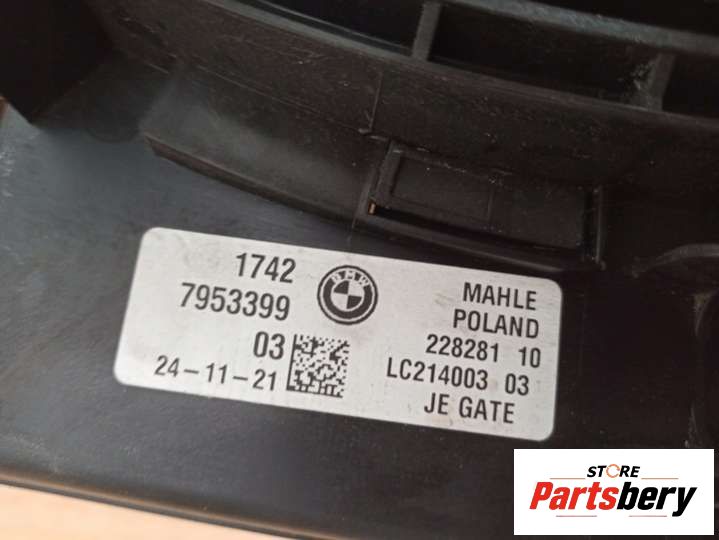 1742
7953399
03
24-11-21
BMW
MAHLE
POLAND
228281 10
LC214003 03
JE GATE
STORE
Partsbery